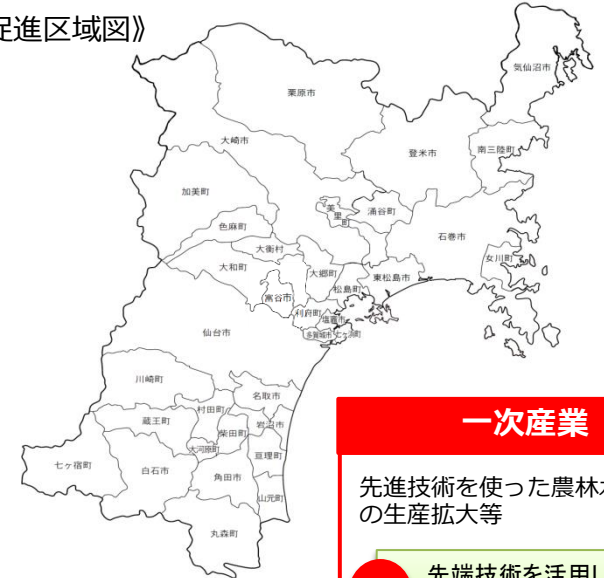 促進区域図》
気仙沼市
栗原市
大崎市
登米市
南三陸町
加美町
美里町
涌谷町
色麻町
石巻市
大衡村
女川町
大和町
大郷町
東松島市
松島町
富谷市
利府町
塩竈市
仙台市
多賀城市
七ヶ浜町
川崎町
名取市
村田町
蔵王町
岩沼市
柴田町
大河原町
亘理町
七ヶ宿町
白石市
角田市
山元町
丸森町
一次産業
先進技術を使った農林水
の生産拡大等
先端技術を活用し